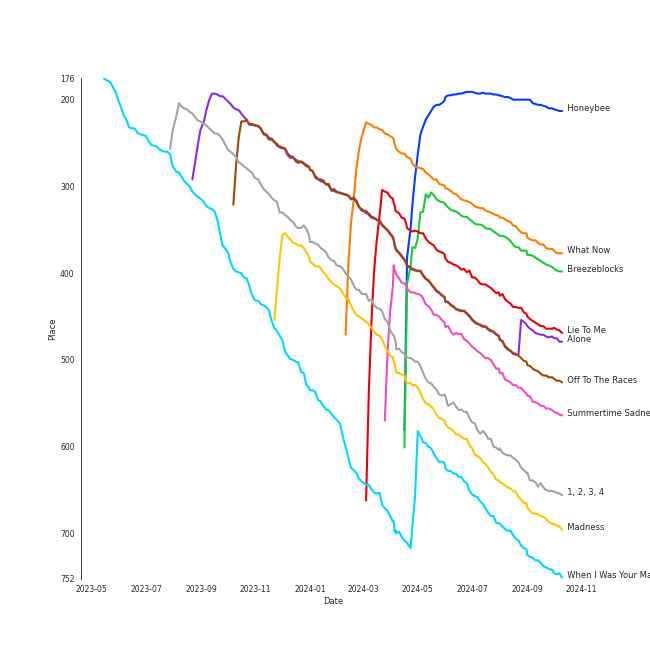 176
200
300
400
500
600
700
752
Place
2023-05
2023-07
2023-09
2023-11
2024-01
2024-03
2024-05
2024-07
2024-09
2024-11
Date
Honeybee
What Now
Breezeblocks
Lie To Me
Alone
Off To The Races
Summertime Sadne
1, 2, 3, 4
Madness
When I Was Your Ma